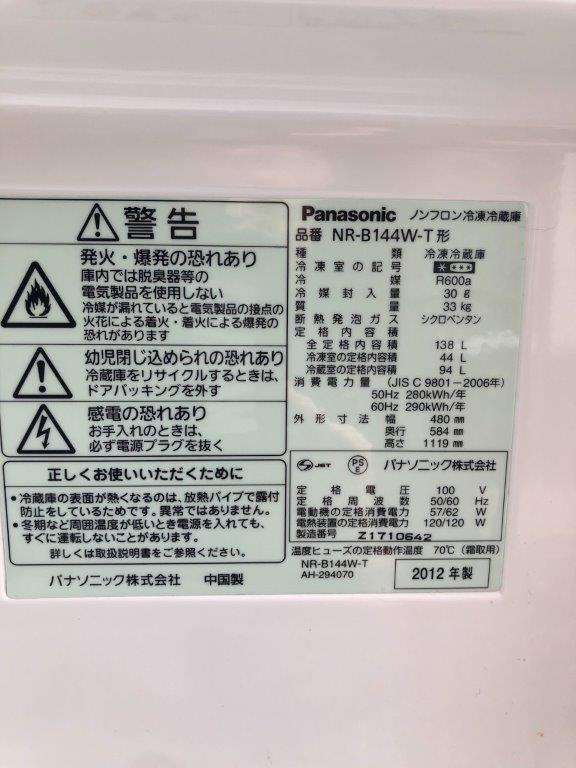 警告
発火・爆発の恐れあり
庫内では脱臭器等の
電気製品を使用しない
冷媒が漏れていると電気製品の接点の
火花による着火・着火による爆発の
恐れがあります
幼児閉じ込められの恐れあり
冷蔵庫をリサイクルするときは、
ドアパッキングを外す
感電の恐れあり
お手入れのときは、
必ず電源プラグを抜く
正しくお使いいただくために
•冷蔵庫の表面が熱くなるのは、放熱パイプで露付
防止をしているためです。異常ではありません。
•冬期など周囲温度が低いとき電源を入れても、
すぐに運転しないことがあります。
詳しくは取扱説明書をご参照ください。
パナソニック株式会社 中国製
Panasonic ノンフロン冷凍冷蔵庫
品番 NR-B144W-T形
種類 冷凍冷蔵庫
冷凍室の記号 ****
冷媒 R600a
冷媒封入量 30 g
質量 33 kg
断熱発泡ガス シクロペンタン
定格内容積
全定格内容積 138 L
冷凍室の定格内容積 44 L
冷蔵室の定格内容積 94 L
消費電力量 (JIS C 9801-2006年)
50Hz 280kWh/年
60Hz 290kWh/年
外形寸法 幅 480 mm
奥行 584 mm
高さ 1119 mm
JET PS E パナソニック株式会社
定格電圧 100 V
定格周波数 50/60 Hz
電動機の定格消費電力 57/62 W
電熱装置の定格消費電力 120/120 W
製造番号 Z1710642
温度ヒューズの定格動作温度 70℃ (霜取用)
NR-B144W-T
AH-294070
2012年製